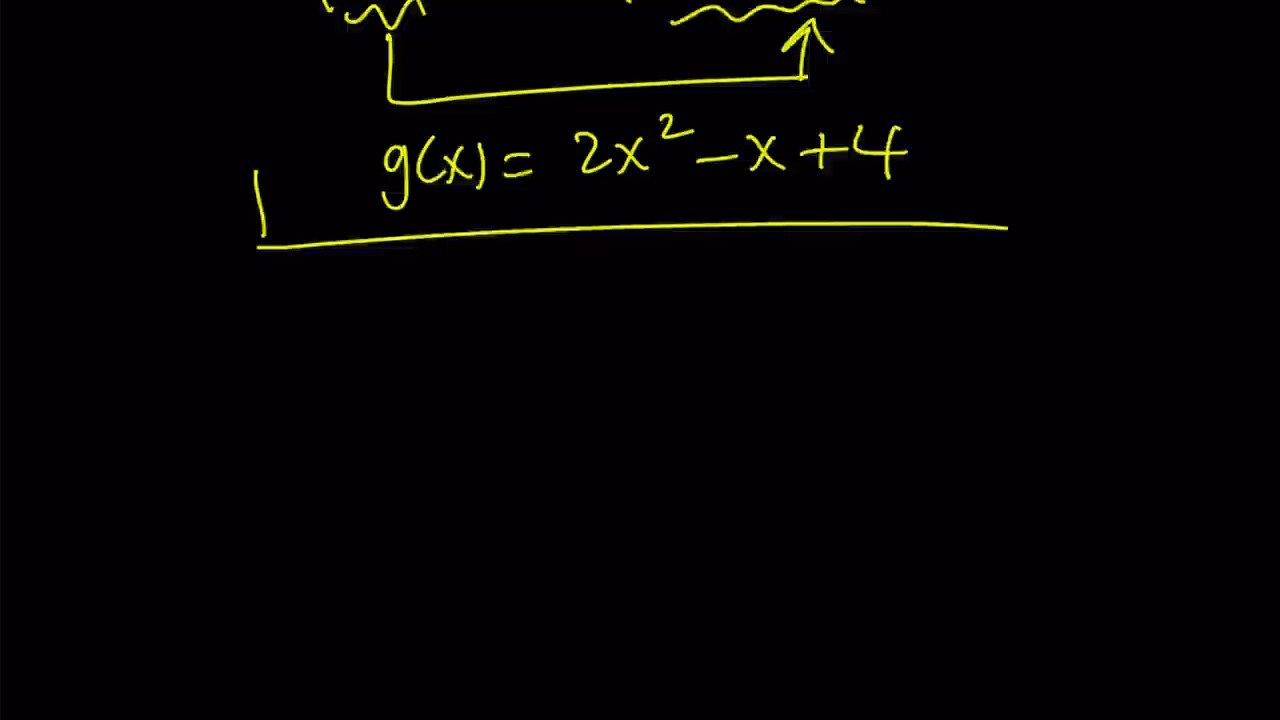 g(x) = 2x² - x + 4